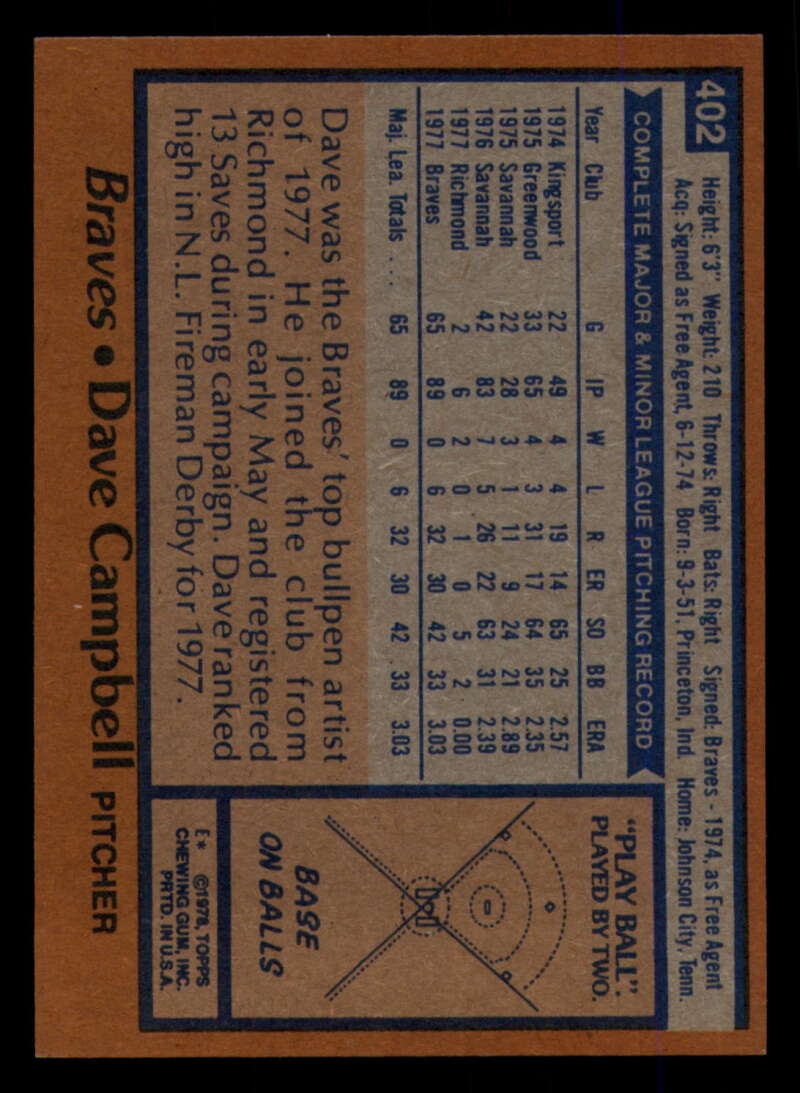 402
Height: 6'3" Weight: 210 Throws: Right Bats: Right Signed: Braves - 1974, as Free Agent
Acq: Signed as Free Agent, 6-12-74 Born: 9-3-51, Princeton, Ind. Home: Johnson City, Tenn.
COMPLETE MAJOR & MINOR LEAGUE PITCHING RECORD
Year Club G IP W L R ER SO BB ERA
1974 Kingsport 22 49 4 4 19 14 65 25 2.57
1975 Greenwood 33 65 4 3 31 17 64 35 2.35
1975 Savannah 22 28 3 1 11 9 24 21 2.89
1976 Savannah 42 83 7 5 26 22 63 31 2.39
1977 Richmond 2 6 2 0 1 0 5 2 0.00
1977 Braves 65 89 0 6 32 30 42 33 3.03
Maj. Lea. Totals . . . 65 89 0 6 32 30 42 33 3.03
Dave was the Braves' top bullpen artist
of 1977. He joined the club from
Richmond in early May and registered
13 Saves during campaign. Dave ranked
high in N.L. Fireman Derby for 1977.
"PLAY BALL".
PLAYED BY TWO.
BASE
ON BALLS
E* ©1978, TOPPS
CHEWING GUM, INC.
PRTD. IN U.S.A.
Braves • Dave Campbell PITCHER